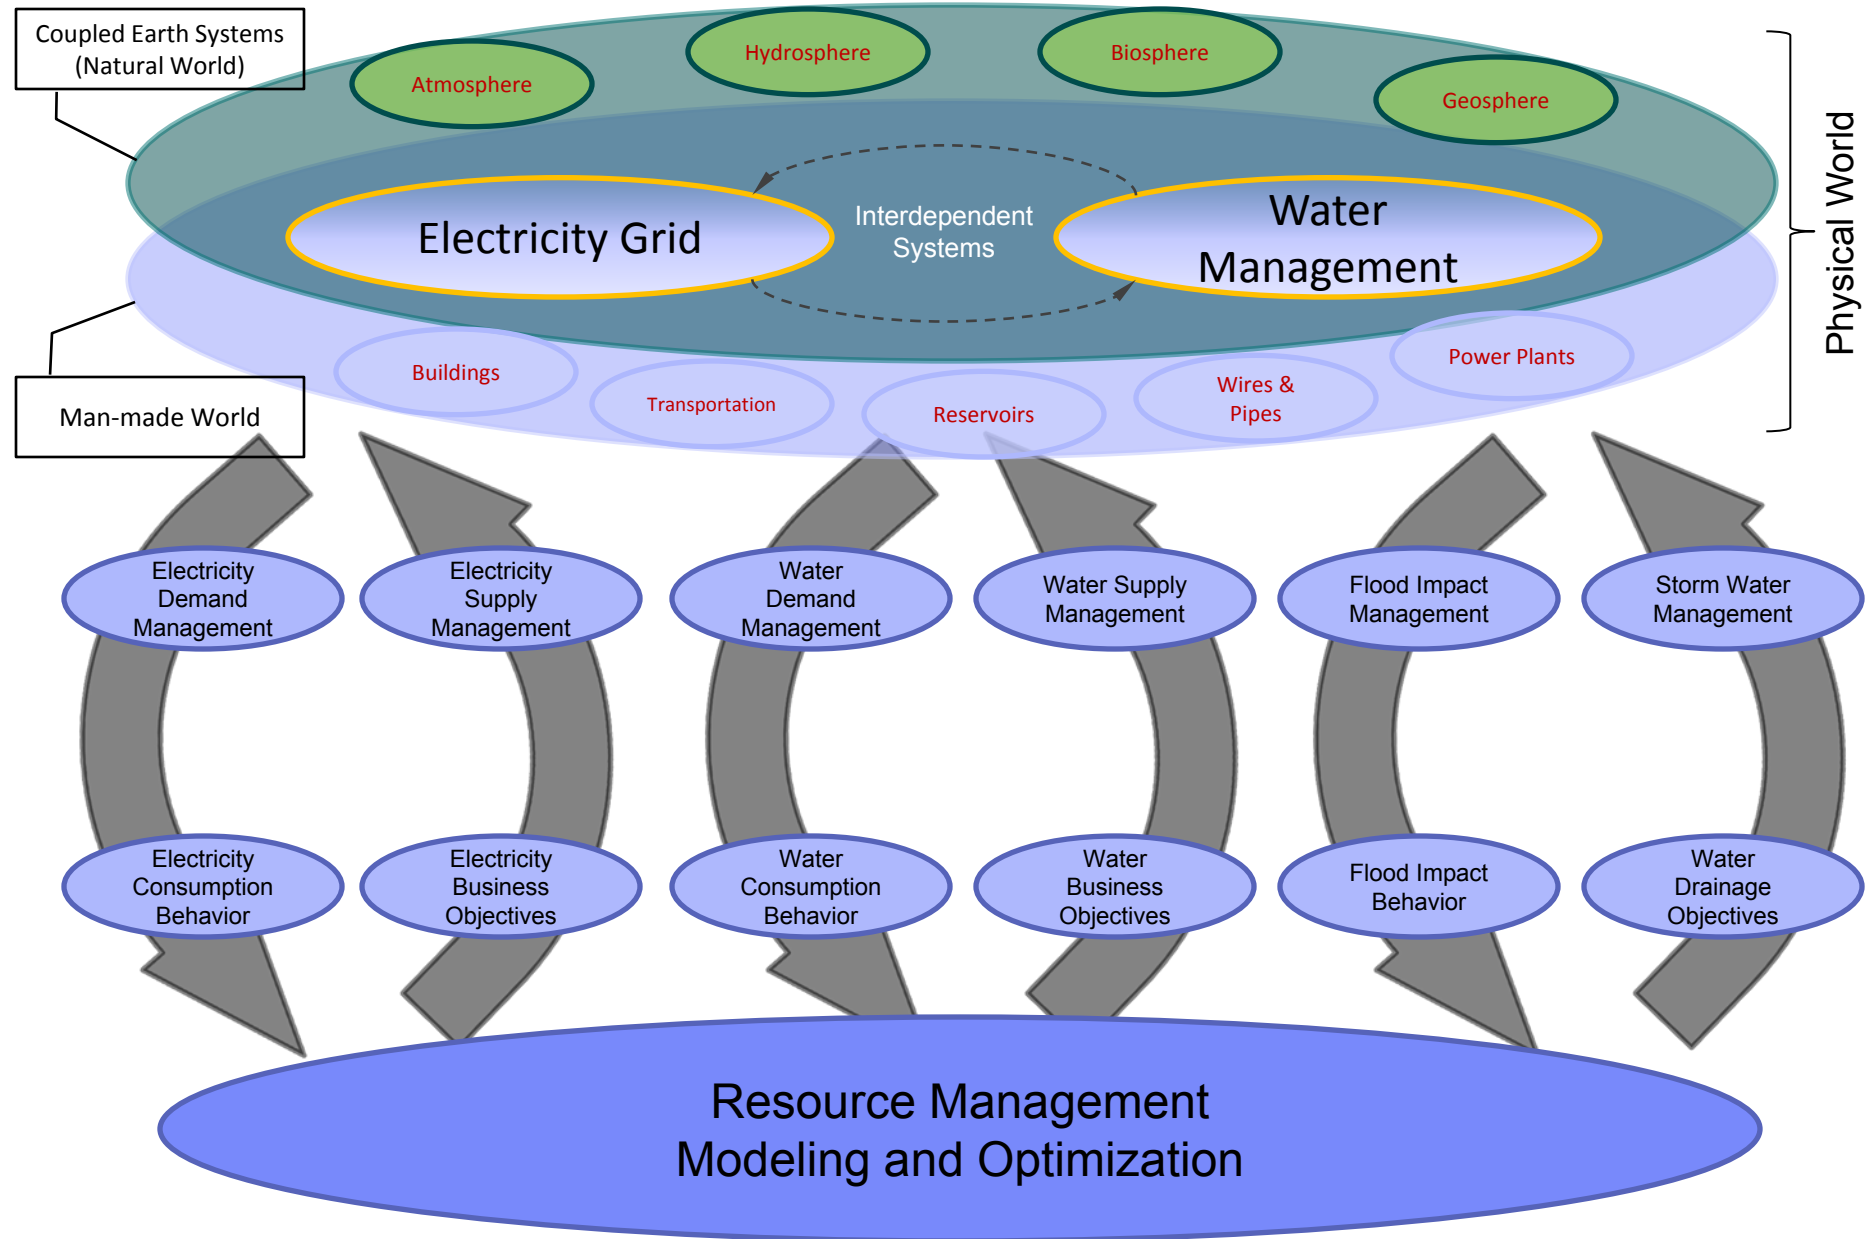 Coupled Earth Systems
(Natural World)
Atmosphere
Hydrosphere
Biosphere
Geosphere
Electricity Grid
Interdependent
Systems
Water
Management
Physical World
Buildings
Transportation
Reservoirs
Wires &
Pipes
Power Plants
Man-made World
Electricity
Demand
Management
Electricity
Supply
Management
Water
Demand
Management
Water Supply
Management
Flood Impact
Management
Storm Water
Management
Electricity
Consumption
Behavior
Electricity
Business
Objectives
Water
Consumption
Behavior
Water
Business
Objectives
Flood Impact
Behavior
Water
Drainage
Objectives
Resource Management
Modeling and Optimization